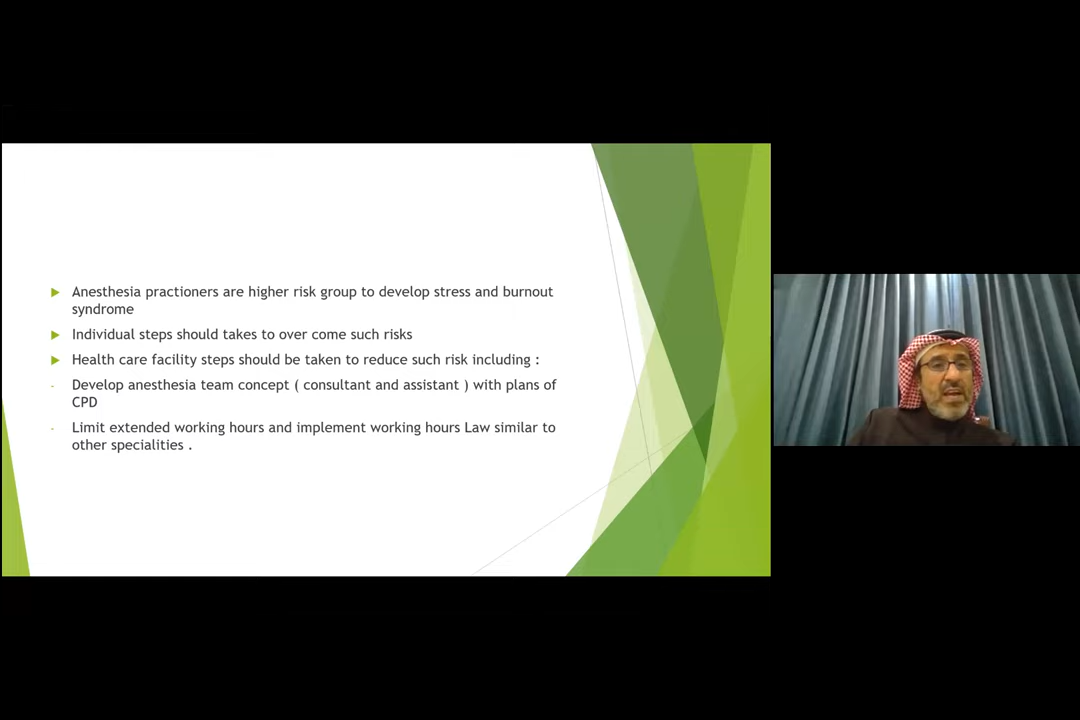 Anesthesia practioners are higher risk group to develop stress and burnout
syndrome
Individual steps should takes to over come such risks
Health care facility steps should be taken to reduce such risk including :
- Develop anesthesia team concept ( consultant and assistant ) with plans of
CPD
- Limit extended working hours and implement working hours Law similar to
other specialities .